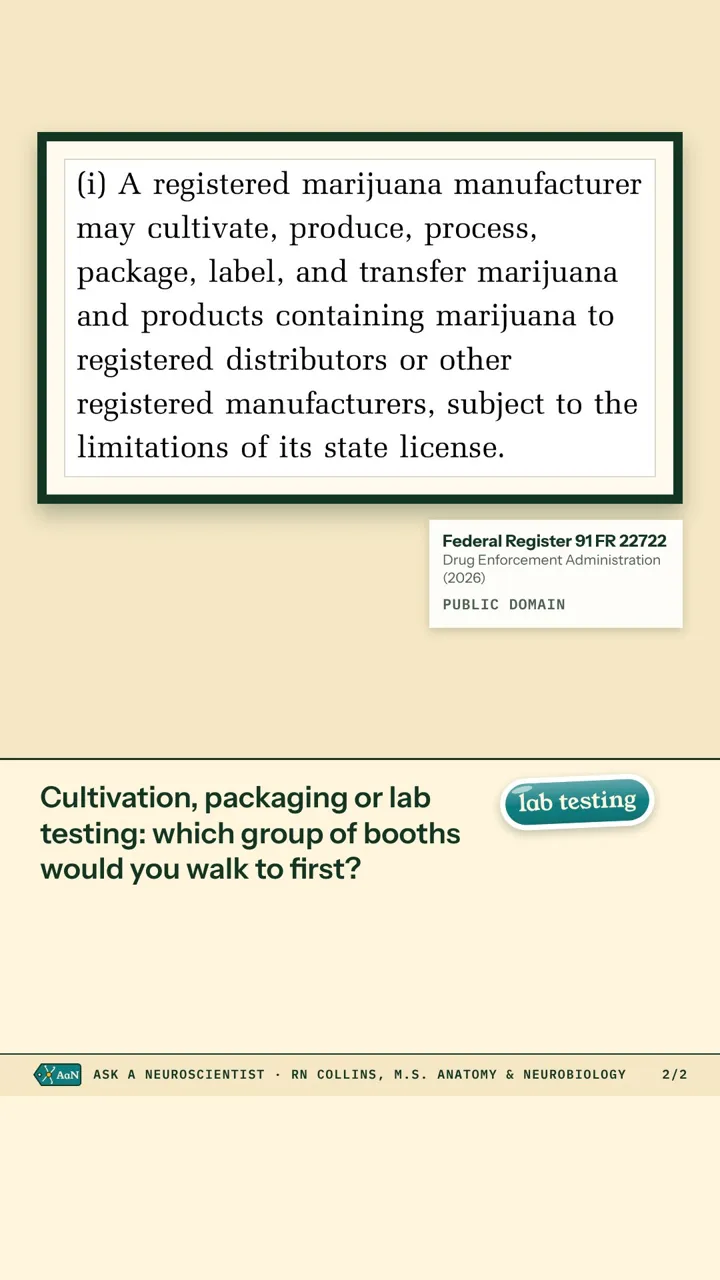 (i) A registered marijuana manufacturer
may cultivate, produce, process,
package, label, and transfer marijuana
and products containing marijuana to
registered distributors or other
registered manufacturers, subject to the
limitations of its state license.
Federal Register 91 FR 22722
Drug Enforcement Administration
(2026)
PUBLIC DOMAIN
Cultivation, packaging or lab
testing: which group of booths
would you walk to first?
lab testing
AaN
ASK A NEUROSCIENTIST · RN COLLINS, M.S. ANATOMY & NEUROBIOLOGY
2/2